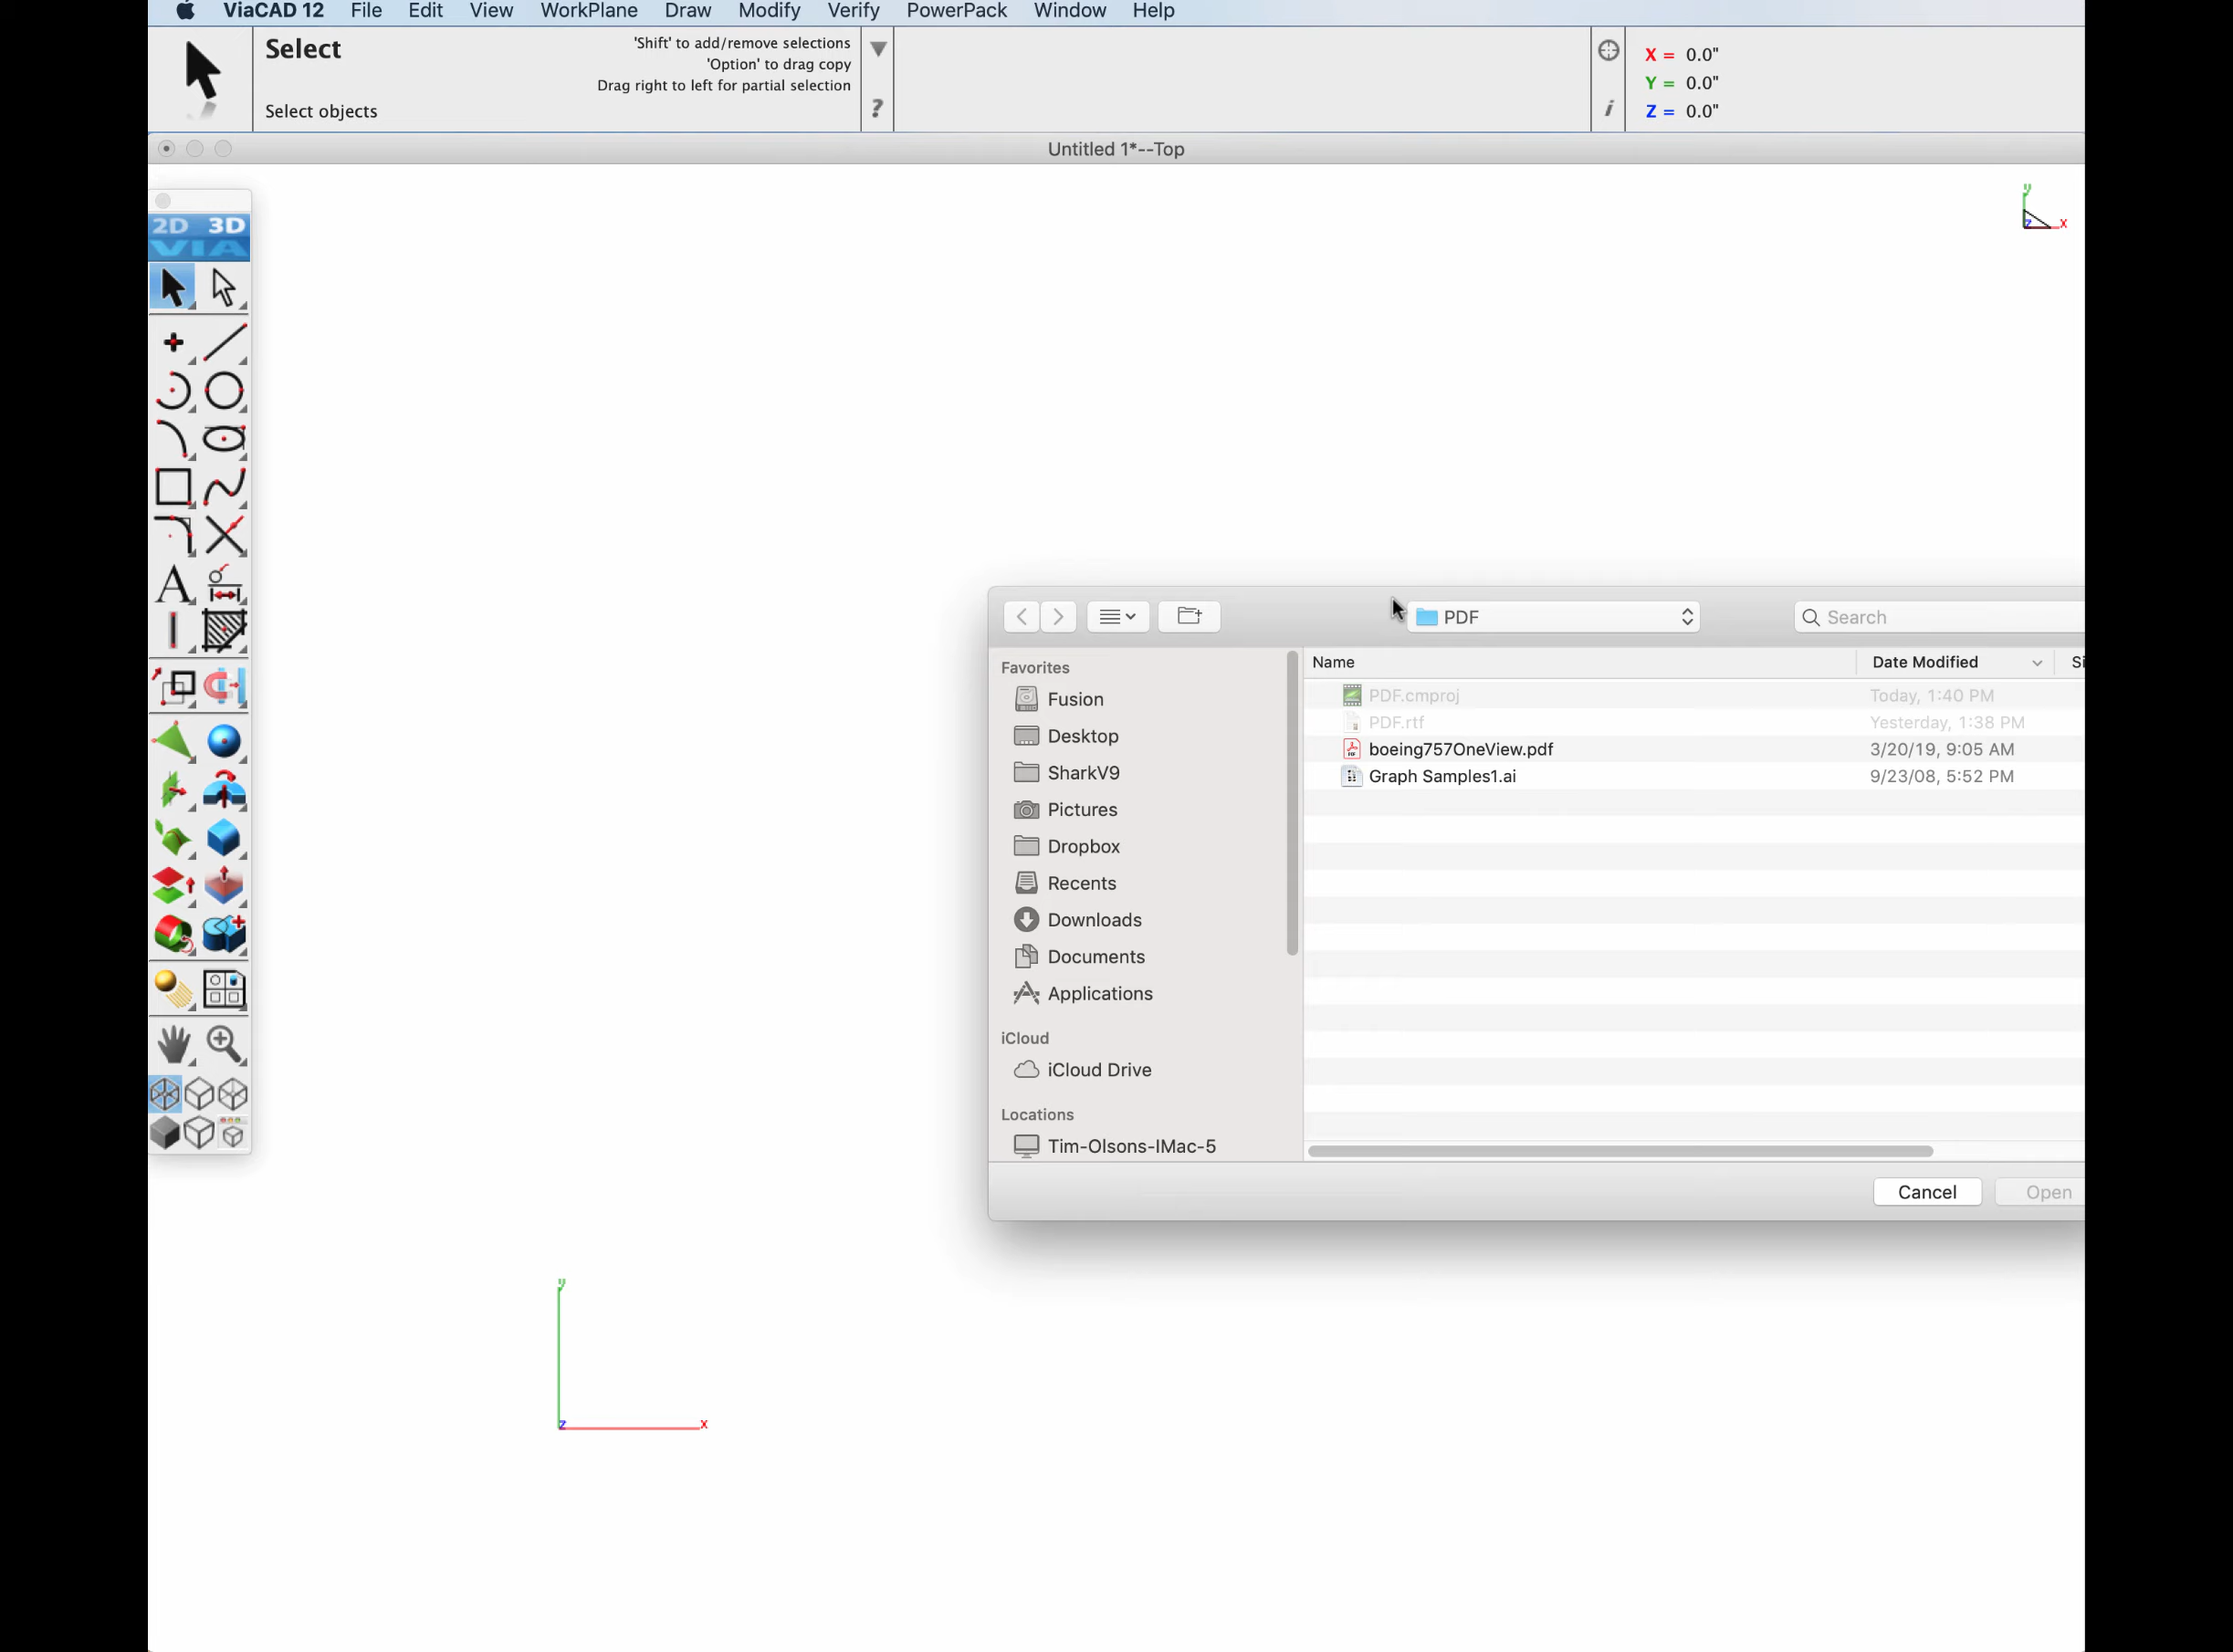 ViaCAD 12 File Edit View WorkPlane Draw Modify Verify PowerPack Window Help
Select
'Shift' to add/remove selections
'Option' to drag copy
Drag right to left for partial selection
Select objects
?
i
X = 0.0"
Y = 0.0"
Z = 0.0"
Untitled 1*--Top
y
z x
2D 3D
VIA
A
PDF
Search
Favorites
Fusion
Desktop
SharkV9
Pictures
Dropbox
Recents
Downloads
Documents
Applications
iCloud
iCloud Drive
Locations
Tim-Olsons-IMac-5
Name Date Modified Si
PDF.cmproj Today, 1:40 PM
PDF.rtf Yesterday, 1:38 PM
boeing757OneView.pdf 3/20/19, 9:05 AM
Graph Samples1.ai 9/23/08, 5:52 PM
Cancel Open
y
z x